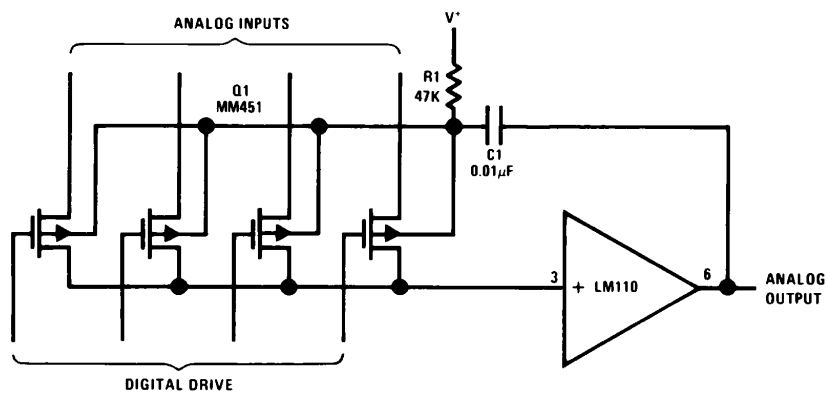 ANALOG INPUTS
V+
R1
47K
Q1
MM451
C1
0.01µF
3
+ LM110
6
ANALOG
OUTPUT
DIGITAL DRIVE